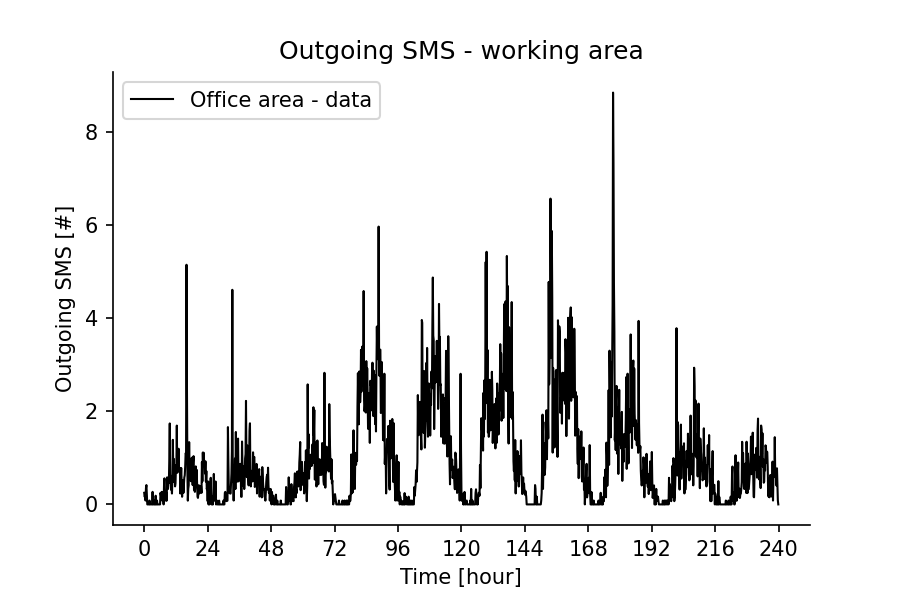 Outgoing SMS - working area
Office area - data
Outgoing SMS [#]
8
6
4
2
0
0 24 48 72 96 120 144 168 192 216 240
Time [hour]